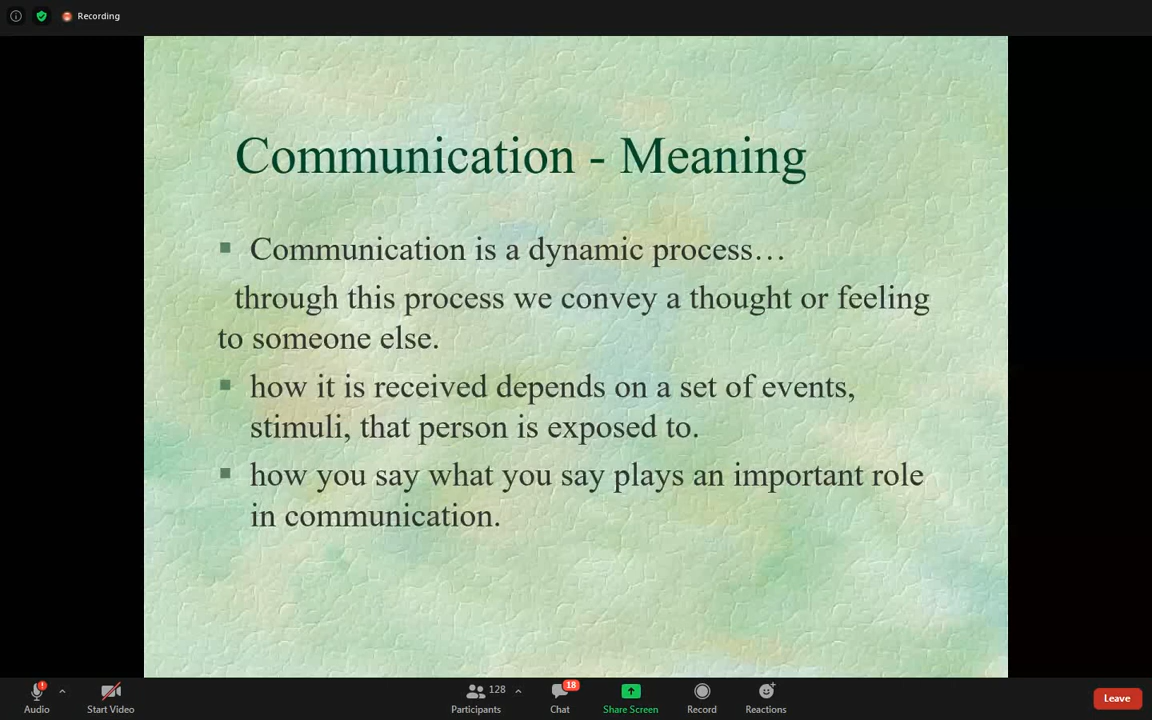 Recording
Communication - Meaning
Communication is a dynamic process…
through this process we convey a thought or feeling
to someone else.
how it is received depends on a set of events,
stimuli, that person is exposed to.
how you say what you say plays an important role
in communication.
Audio
Start Video
128
Participants
18
Chat
Share Screen
Record
Reactions
Leave